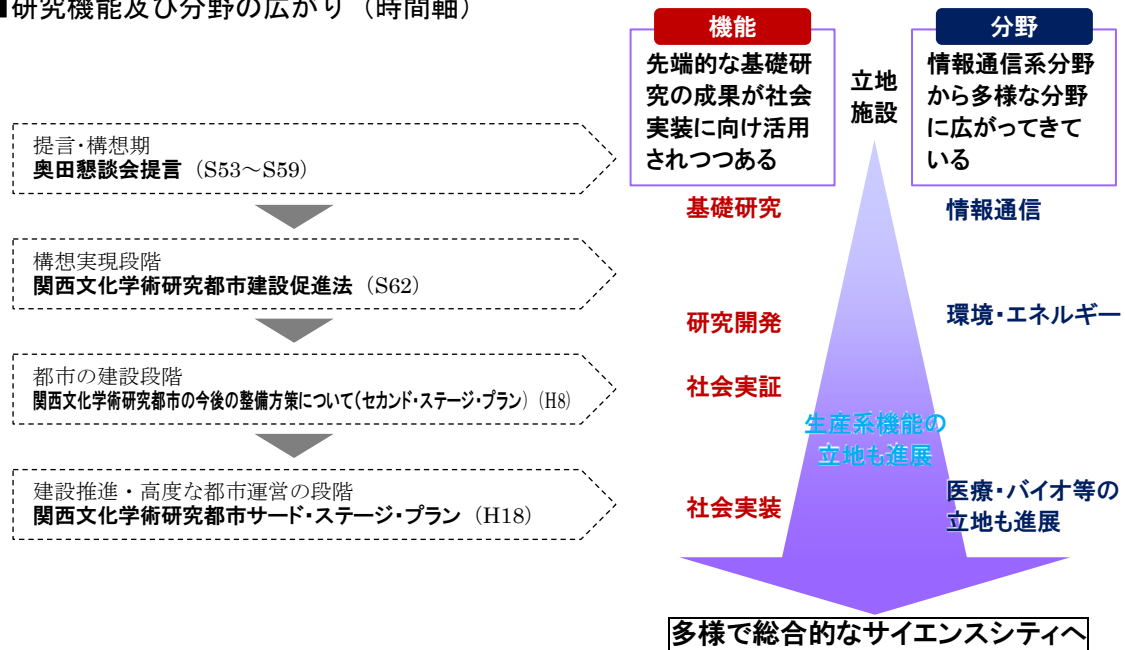 ■研究機能及び分野の広がり（時間軸）
提言・構想期
奥田懇談会提言（S53～S59）
構想実現段階
関西文化学術研究都市建設促進法（S62）
都市の建設段階
関西文化学術研究都市の今後の整備方策について（セカンド・ステージ・プラン）（H8）
建設推進・高度な都市運営の段階
関西文化学術研究都市サード・ステージ・プラン（H18）
機能
先端的な基礎研
究の成果が社会
実装に向け活用
されつつある
立地
施設
分野
情報通信系分野
から多様な分野
に広がってきて
いる
基礎研究
情報通信
研究開発
環境・エネルギー
社会実証
生産系機能の
立地も進展
社会実装
医療・バイオ等の
立地も進展
多様で総合的なサイエンスシティへ